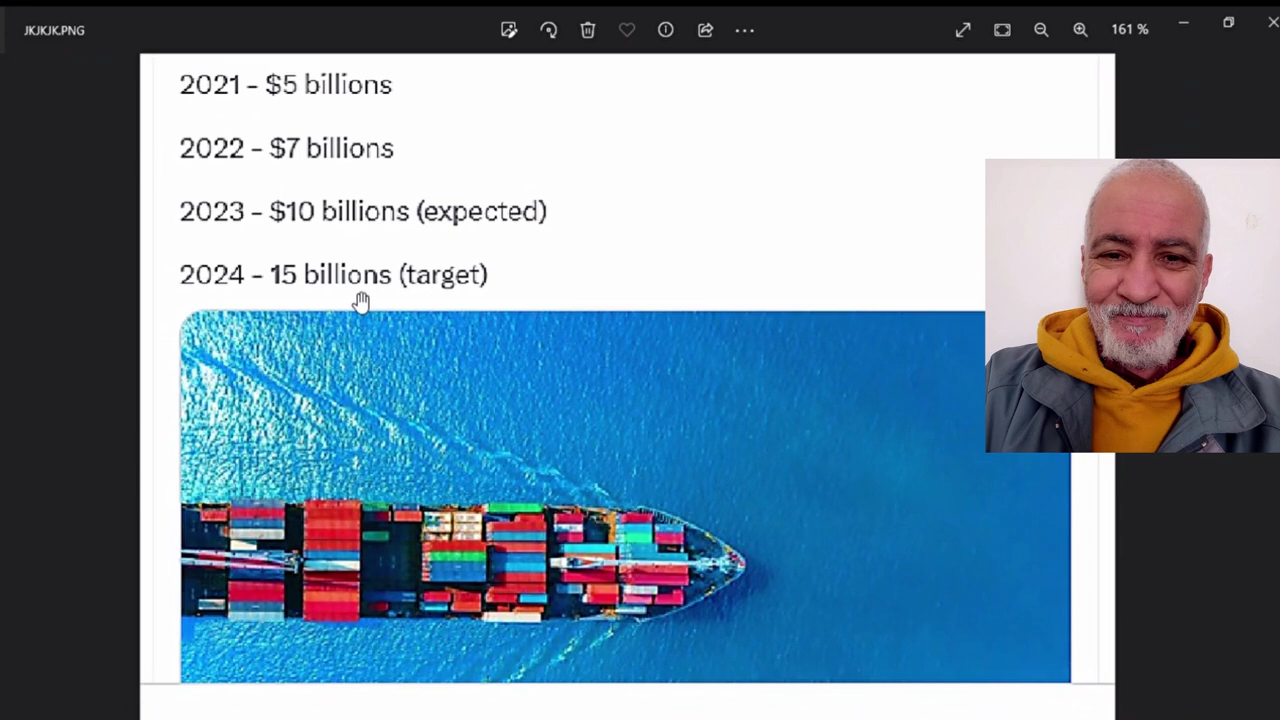 JKJKJK.PNG
161 %
2021 - $5 billions
2022 - $7 billions
2023 - $10 billions (expected)
2024 - 15 billions (target)